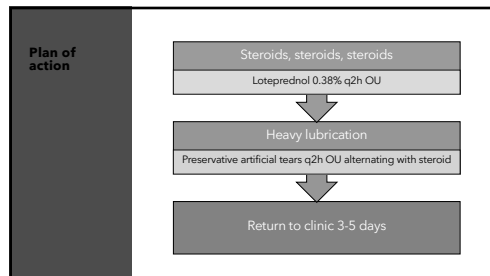 Plan of
action
Steroids, steroids, steroids
Loteprednol 0.38% q2h OU
Heavy lubrication
Preservative artificial tears q2h OU alternating with steroid
Return to clinic 3-5 days